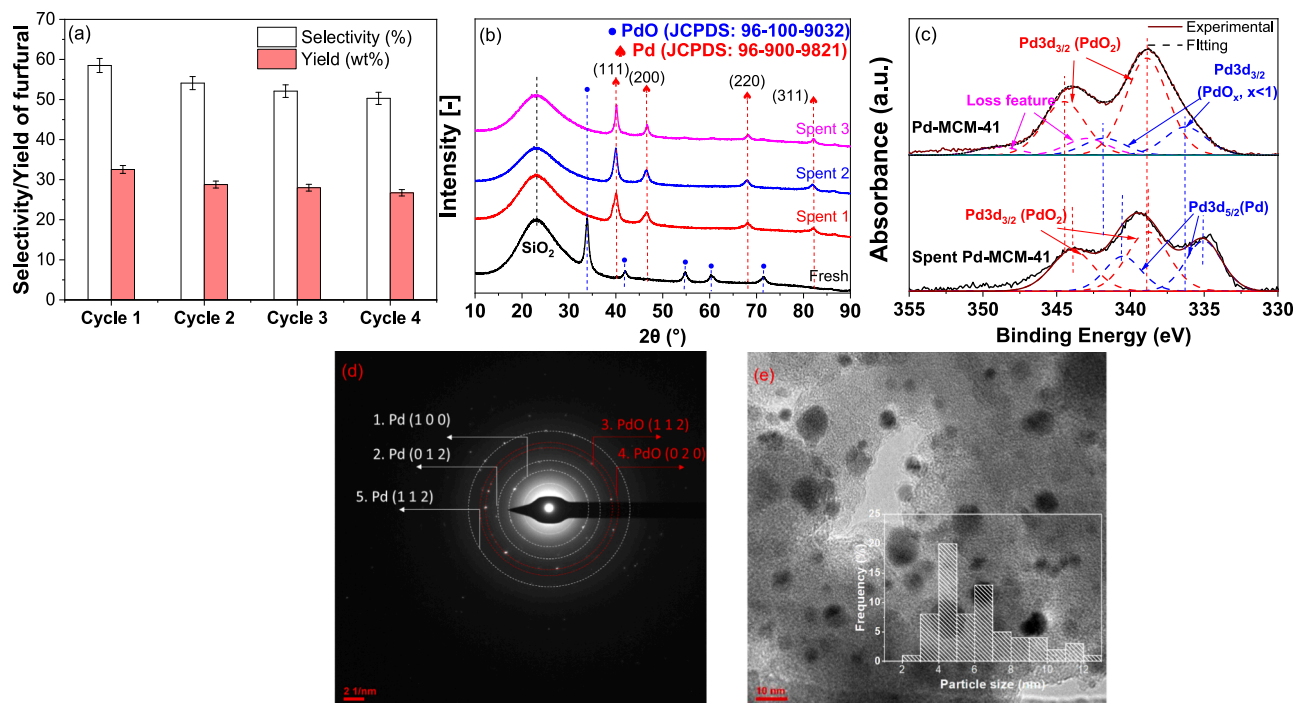 (a)
Selectivity (%)
Yield (wt%)
Selectivity/Yield of furfural
70
60
50
40
30
20
10
0
Cycle 1 Cycle 2 Cycle 3 Cycle 4
(b)
PdO (JCPDS: 96-100-9032)
Pd (JCPDS: 96-900-9821)
(111) (200) (220) (311)
Spent 3
Spent 2
Spent 1
SiO2
Fresh
Intensity [-]
10 20 30 40 50 60 70 80 90
2θ (°)
(c)
Experimental
FItting
Pd3d3/2 (PdO2)
Pd3d3/2
(PdOx, x<1)
Loss feature
Pd-MCM-41
Pd3d3/2 (PdO2)
Pd3d5/2(Pd)
Spent Pd-MCM-41
Absorbance (a.u.)
355 350 345 340 335 330
Binding Energy (eV)
(d)
1. Pd (1 0 0)
2. Pd (0 1 2)
5. Pd (1 1 2)
3. PdO (1 1 2)
4. PdO (0 2 0)
2 1/nm
(e)
25
20
15
10
5
0
Frequency (%)
2 4 6 8 10 12
Particle size (nm)
10 nm